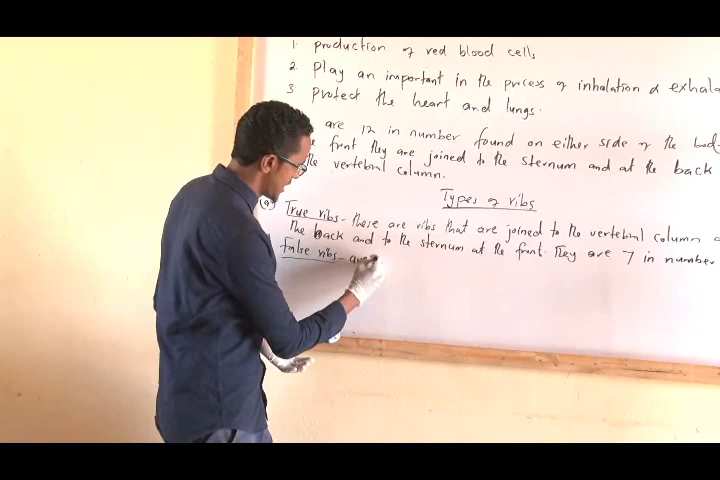 1. production of red blood cells
2. play an important in the process of inhalation & exhala
3. protect the heart and lungs.
are 12 in number found on either side of the bod
front they are joined to the sternum and at the back
the vertebral column.
Types of ribs
(a) True ribs - these are ribs that are joined to the vertebral column
the back and to the sternum at the front. They are 7 in number
False ribs - are